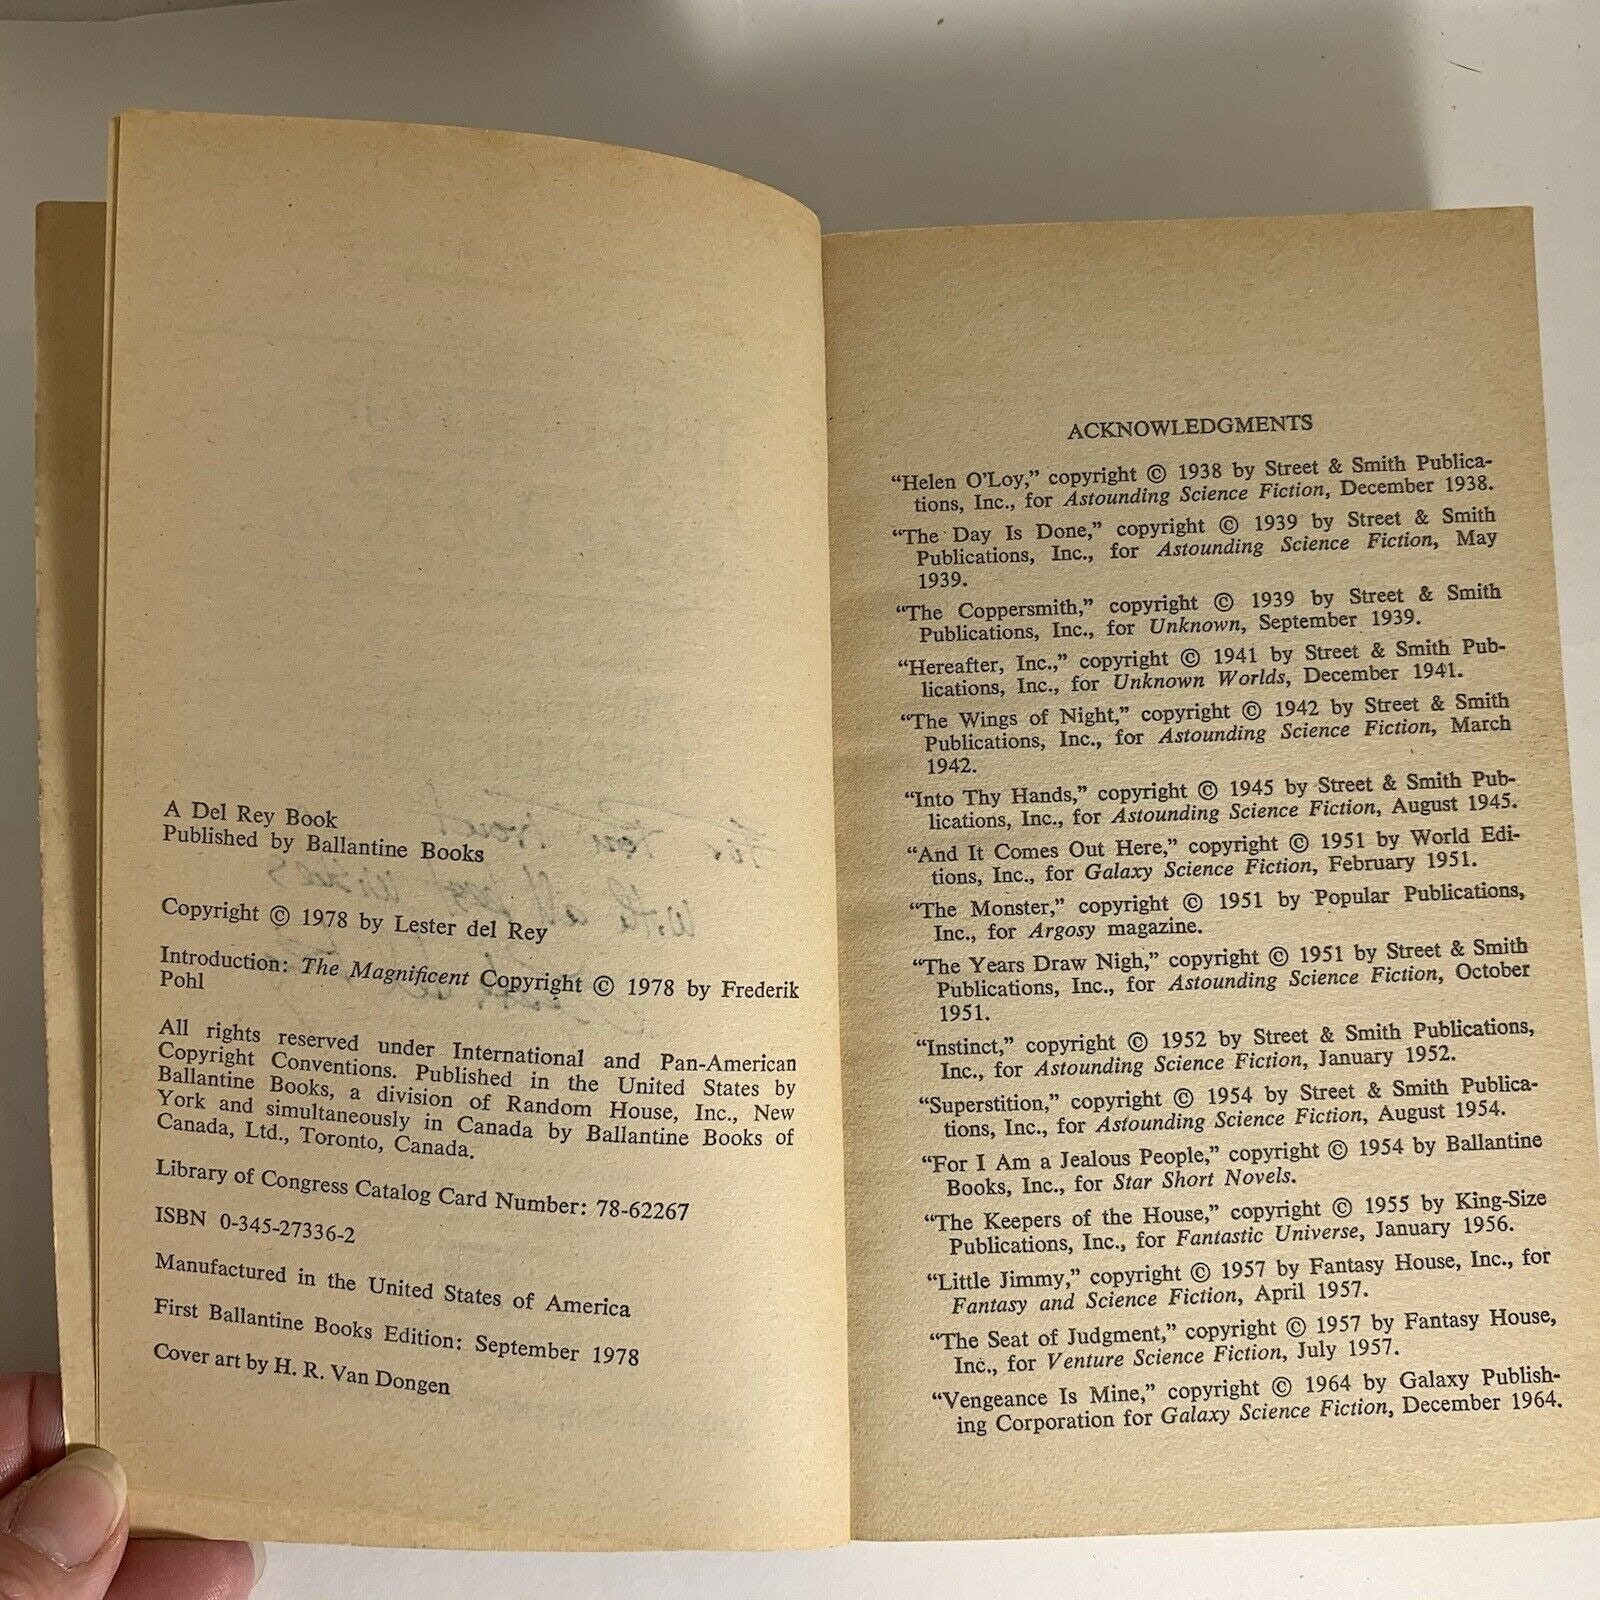 A Del Rey Book
Published by Ballantine Books
Copyright © 1978 by Lester del Rey
Introduction: The Magnificent Copyright © 1978 by Frederik
Pohl
All rights reserved under International and Pan-American
Copyright Conventions. Published in the United States by
Ballantine Books, a division of Random House, Inc., New
York and simultaneously in Canada by Ballantine Books of
Canada, Ltd., Toronto, Canada.
Library of Congress Catalog Card Number: 78-62267
ISBN 0-345-27336-2
Manufactured in the United States of America
First Ballantine Books Edition: September 1978
Cover art by H. R. Van Dongen
ACKNOWLEDGMENTS
“Helen O'Loy,” copyright © 1938 by Street & Smith Publica-
tions, Inc., for Astounding Science Fiction, December 1938.
“The Day Is Done,” copyright © 1939 by Street & Smith
Publications, Inc., for Astounding Science Fiction, May
1939.
“The Coppersmith,” copyright © 1939 by Street & Smith
Publications, Inc., for Unknown, September 1939.
“Hereafter, Inc.,” copyright © 1941 by Street & Smith Pub-
lications, Inc., for Unknown Worlds, December 1941.
“The Wings of Night,” copyright © 1942 by Street & Smith
Publications, Inc., for Astounding Science Fiction, March
1942.
“Into Thy Hands,” copyright © 1945 by Street & Smith Pub-
lications, Inc., for Astounding Science Fiction, August 1945.
“And It Comes Out Here,” copyright © 1951 by World Edi-
tions, Inc., for Galaxy Science Fiction, February 1951.
“The Monster,” copyright © 1951 by Popular Publications,
Inc., for Argosy magazine.
“The Years Draw Nigh,” copyright © 1951 by Street & Smith
Publications, Inc., for Astounding Science Fiction, October
1951.
“Instinct,” copyright © 1952 by Street & Smith Publications,
Inc., for Astounding Science Fiction, January 1952.
“Superstition,” copyright © 1954 by Street & Smith Publica-
tions, Inc., for Astounding Science Fiction, August 1954.
“For I Am a Jealous People,” copyright © 1954 by Ballantine
Books, Inc., for Star Short Novels.
“The Keepers of the House,” copyright © 1955 by King-Size
Publications, Inc., for Fantastic Universe, January 1956.
“Little Jimmy,” copyright © 1957 by Fantasy House, Inc., for
Fantasy and Science Fiction, April 1957.
“The Seat of Judgment,” copyright © 1957 by Fantasy House,
Inc., for Venture Science Fiction, July 1957.
“Vengeance Is Mine,” copyright © 1964 by Galaxy Publish-
ing Corporation for Galaxy Science Fiction, December 1964.